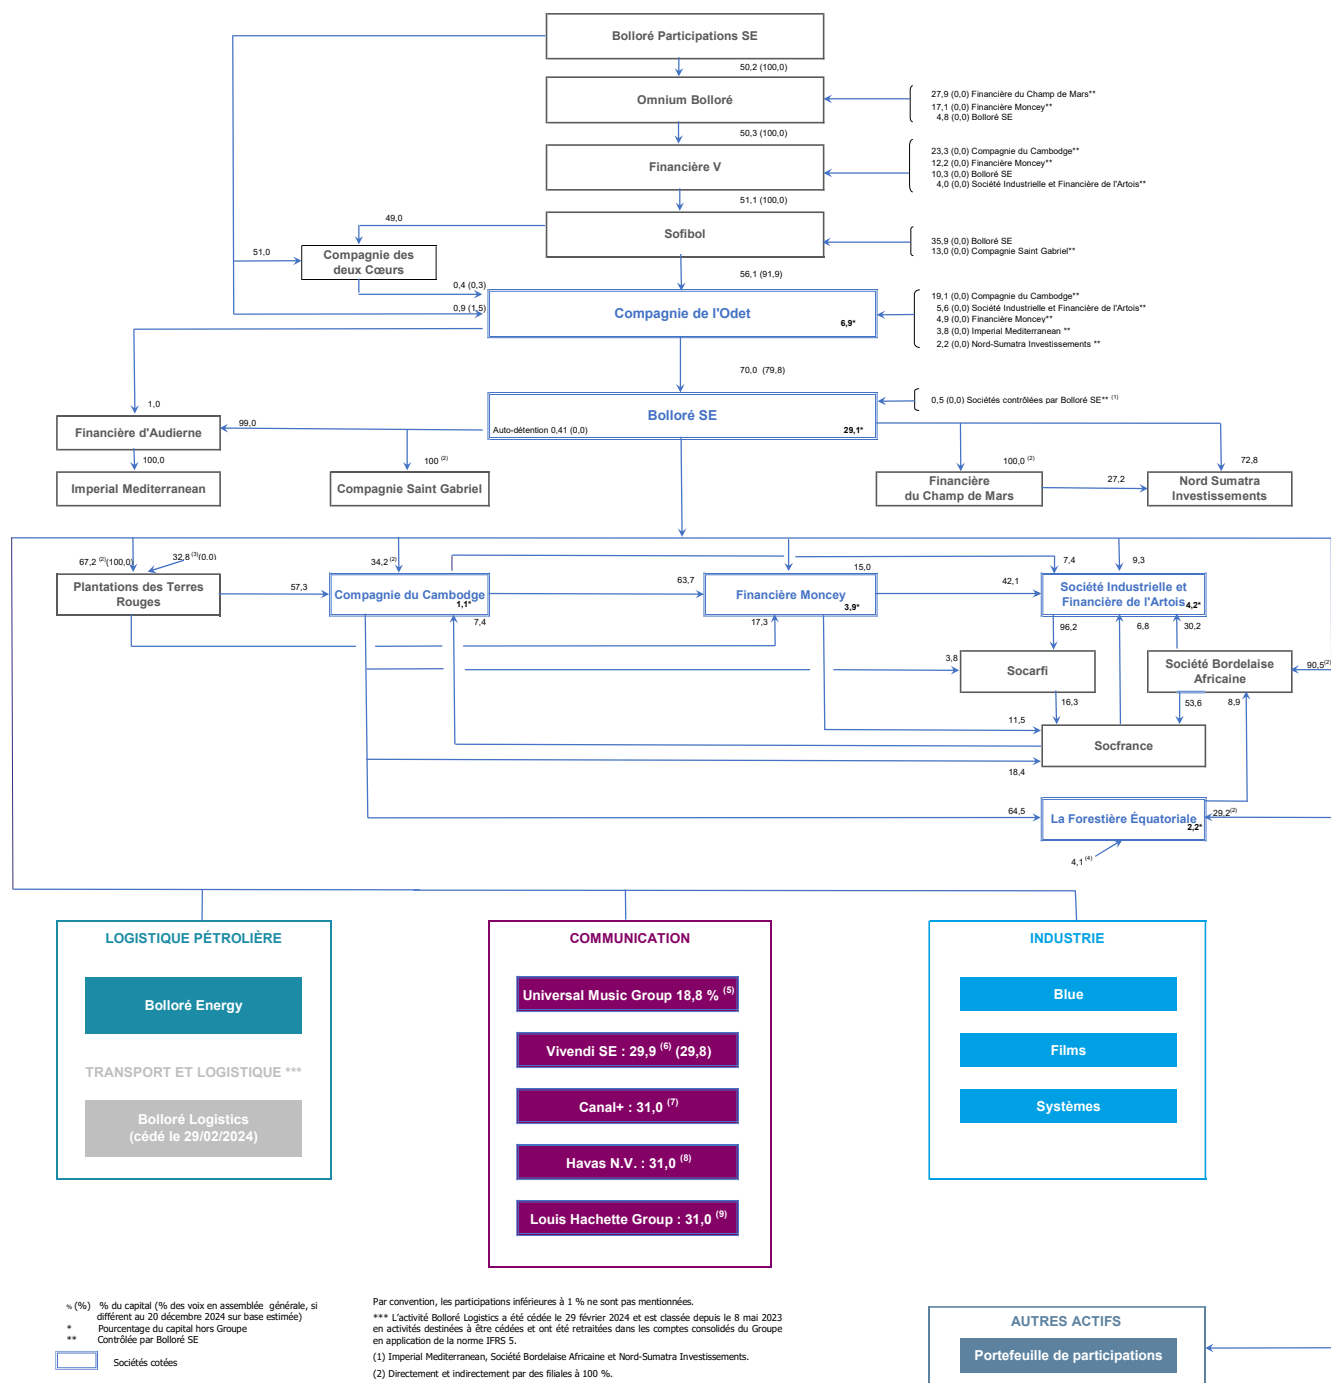 Bolloré Participations SE
50,2 (100,0)
Omnium Bolloré
27,9 (0,0) Financière du Champ de Mars**
17,1 (0,0) Financière Moncey**
4,8 (0,0) Bolloré SE
50,3 (100,0)
Financière V
23,3 (0,0) Compagnie du Cambodge**
12,2 (0,0) Financière Moncey**
10,3 (0,0) Bolloré SE
4,0 (0,0) Société Industrielle et Financière de l'Artois**
51,1 (100,0)
49,0
Sofibol
35,9 (0,0) Bolloré SE
13,0 (0,0) Compagnie Saint Gabriel**
51,0
Compagnie des
deux Cœurs
56,1 (91,9)
0,4 (0,3)
0,9 (1,5)
Compagnie de l'Odet
6,9*
19,1 (0,0) Compagnie du Cambodge**
5,6 (0,0) Société Industrielle et Financière de l'Artois**
4,9 (0,0) Financière Moncey**
3,8 (0,0) Imperial Mediterranean **
2,2 (0,0) Nord-Sumatra Investissements **
70,0 (79,8)
1,0
Bolloré SE
Auto-détention 0,41 (0,0)
29,1*
0,5 (0,0) Sociétés contrôlées par Bolloré SE** (1)
Financière d'Audierne
99,0
100,0
100 (2)
100,0 (2)
72,8
Imperial Mediterranean
Compagnie Saint Gabriel
Financière
du Champ de Mars
27,2
Nord Sumatra
Investissements
67,2 (2)(100,0)
32,8 (3)(0.0)
34,2 (2)
15,0
7,4
9,3
Plantations des Terres
Rouges
57,3
Compagnie du Cambodge
1,1*
63,7
Financière Moncey
3,9*
42,1
Société Industrielle et
Financière de l'Artois
4,2*
7,4
17,3
96,2
6,8
30,2
3,8
Socarfi
Société Bordelaise
Africaine
90,5(2)
16,3
53,6
8,9
11,5
Socfrance
18,4
64,5
La Forestière Équatoriale
2,2*
29,2(2)
4,1 (4)
LOGISTIQUE PÉTROLIÈRE
Bolloré Energy
TRANSPORT ET LOGISTIQUE ***
Bolloré Logistics
(cédé le 29/02/2024)
COMMUNICATION
Universal Music Group 18,8 % (5)
Vivendi SE : 29,9 (6) (29,8)
Canal+ : 31,0 (7)
Havas N.V. : 31,0 (8)
Louis Hachette Group : 31,0 (9)
INDUSTRIE
Blue
Films
Systèmes
% (%) % du capital (% des voix en assemblée générale, si
différent au 20 décembre 2024 sur base estimée)
* Pourcentage du capital hors Groupe
** Contrôlée par Bolloré SE
Sociétés cotées
Par convention, les participations inférieures à 1 % ne sont pas mentionnées.
*** L'activité Bolloré Logistics a été cédée le 29 février 2024 et est classée depuis le 8 mai 2023
en activités destinées à être cédées et ont été retraitées dans les comptes consolidés du Groupe
en application de la norme IFRS 5.
(1) Imperial Mediterranean, Société Bordelaise Africaine et Nord-Sumatra Investissements.
(2) Directement et indirectement par des filiales à 100 %.
AUTRES ACTIFS
Portefeuille de participations